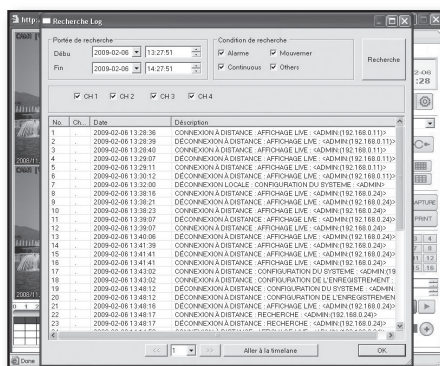 http:
Recherche Log
Portée de recherche
Débu 2009-02-06 13:27:51
Fin 2009-02-06 14:27:51
Condition de recherche
Alarme Mouvemer
Continuous Others
Recherche
CH 1 CH 2 CH 3 CH 4
No. Ch... Date Déscription
1 . 2009-02-06 13:28:36 CONNEXION À DISTANCE : AFFICHAGE LIVE : <ADMIN:(192.168.0.11)>
2 . 2009-02-06 13:28:39 DÉCONNEXION À DISTANCE : AFFICHAGE LIVE : <ADMIN:(192.168.0.11)>
3 . 2009-02-06 13:28:40 CONNEXION À DISTANCE : AFFICHAGE LIVE : <ADMIN:(192.168.0.11)>
4 . 2009-02-06 13:29:07 DÉCONNEXION À DISTANCE : AFFICHAGE LIVE : <ADMIN:(192.168.0.11)>
5 . 2009-02-06 13:29:11 CONNEXION À DISTANCE : AFFICHAGE LIVE : <ADMIN:(192.168.0.11)>
6 . 2009-02-06 13:30:12 DÉCONNEXION À DISTANCE : AFFICHAGE LIVE : <ADMIN:(192.168.0.11)>
7 . 2009-02-06 13:32:00 CONNEXION LOCALE : CONFIGURATION DU SYSTEME : <ADMIN>
8 . 2009-02-06 13:38:16 CONNEXION À DISTANCE : AFFICHAGE LIVE : <ADMIN:(192.168.0.24)>
9 . 2009-02-06 13:38:21 DÉCONNEXION À DISTANCE : AFFICHAGE LIVE : <ADMIN:(192.168.0.24)>
10 . 2009-02-06 13:38:23 CONNEXION À DISTANCE : AFFICHAGE LIVE : <ADMIN:(192.168.0.24)>
11 . 2009-02-06 13:39:07 DÉCONNEXION À DISTANCE : AFFICHAGE LIVE : <ADMIN:(192.168.0.24)>
12 . 2009-02-06 13:39:07 CONNEXION À DISTANCE : AFFICHAGE LIVE : <ADMIN:(192.168.0.24)>
13 . 2009-02-06 13:40:06 DÉCONNEXION À DISTANCE : AFFICHAGE LIVE : <ADMIN:(192.168.0.24)>
14 . 2009-02-06 13:41:39 CONNEXION À DISTANCE : AFFICHAGE LIVE : <ADMIN:(192.168.0.24)>
15 . 2009-02-06 13:41:41 DÉCONNEXION À DISTANCE : AFFICHAGE LIVE : <ADMIN:(192.168.0.24)>
16 . 2009-02-06 13:41:41 CONNEXION À DISTANCE : AFFICHAGE LIVE : <ADMIN:(192.168.0.24)>
17 . 2009-02-06 13:43:02 CONNEXION À DISTANCE : CONFIGURATION DU SYSTEME : <ADMIN:(19
18 . 2009-02-06 13:43:02 CONNEXION À DISTANCE : CONFIGURATION DE L'ENREGISTREMENT :
19 . 2009-02-06 13:48:12 DÉCONNEXION À DISTANCE : CONFIGURATION DU SYSTEME : <ADMIN:
20 . 2009-02-06 13:48:12 DÉCONNEXION À DISTANCE : CONFIGURATION DE L'ENREGISTREMEN
21 . 2009-02-06 13:48:16 DÉCONNEXION À DISTANCE : AFFICHAGE LIVE : <ADMIN:(192.168.0.24)>
22 . 2009-02-06 13:48:17 CONNEXION À DISTANCE : RECHERCHE : <ADMIN:(192.168.0.24)>
23 . 2009-02-06 13:48:17 DÉCONNEXION À DISTANCE : RECHERCHE : <ADMIN:(192.168.0.24)>
<< 1 >> Aller à la timelane OK
Done